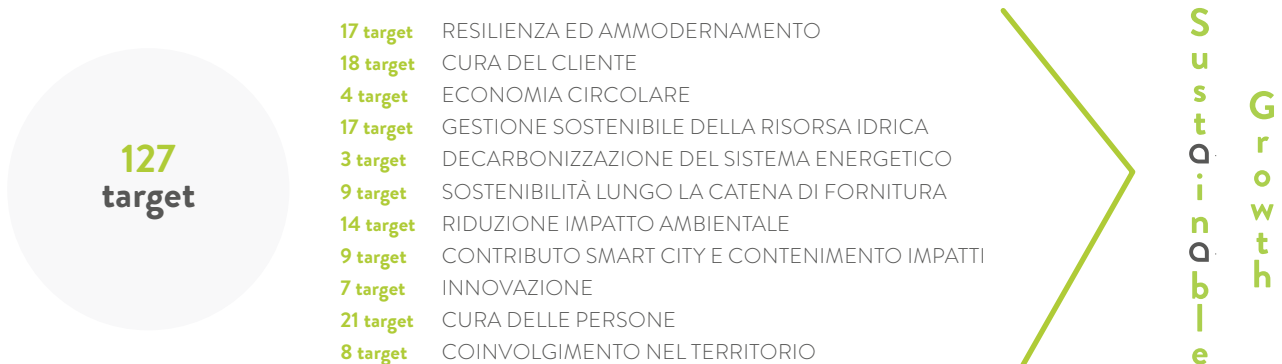 127
target
17 target RESILIENZA ED AMMODERNAMENTO
18 target CURA DEL CLIENTE
4 target ECONOMIA CIRCOLARE
17 target GESTIONE SOSTENIBILE DELLA RISORSA IDRICA
3 target DECARBONIZZAZIONE DEL SISTEMA ENERGETICO
9 target SOSTENIBILITÀ LUNGO LA CATENA DI FORNITURA
14 target RIDUZIONE IMPATTO AMBIENTALE
9 target CONTRIBUTO SMART CITY E CONTENIMENTO IMPATTI
7 target INNOVAZIONE
21 target CURA DELLE PERSONE
8 target COINVOLGIMENTO NEL TERRITORIO
Sustainable
Growth